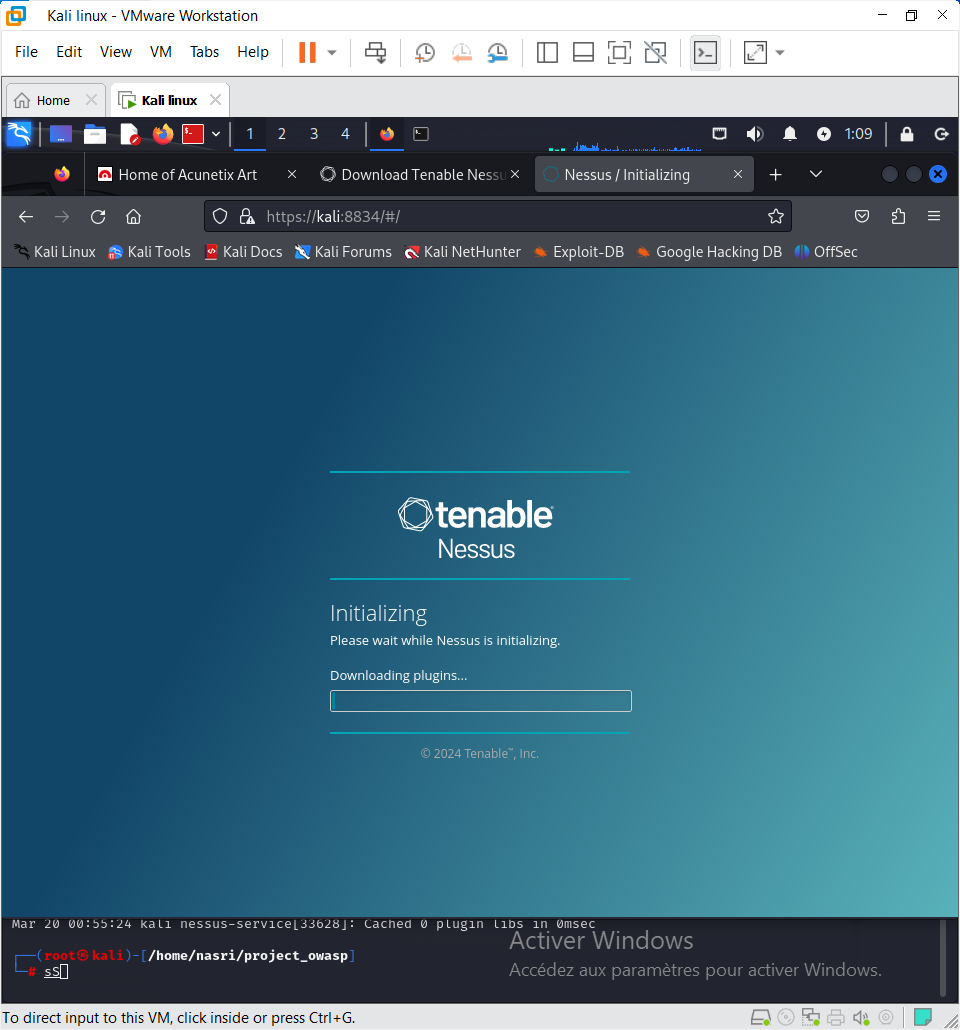 Kali linux - VMware Workstation
File Edit View VM Tabs Help
Home Kali linux
1 2 3 4 1:09
Home of Acunetix Art Download Tenable Nessu Nessus / Initializing
https://kali:8834/#/
Kali Linux Kali Tools Kali Docs Kali Forums Kali NetHunter Exploit-DB Google Hacking DB OffSec
tenable
Nessus
Initializing
Please wait while Nessus is initializing.
Downloading plugins...
© 2024 Tenable™, Inc.
Mar 20 00:55:24 kali nessus-service[33628]: Cached 0 plugin libs in 0msec
Activer Windows
(root㉿kali)-[/home/nasri/project_owasp]
Accédez aux paramètres pour activer Windows.
# sS
To direct input to this VM, click inside or press Ctrl+G.